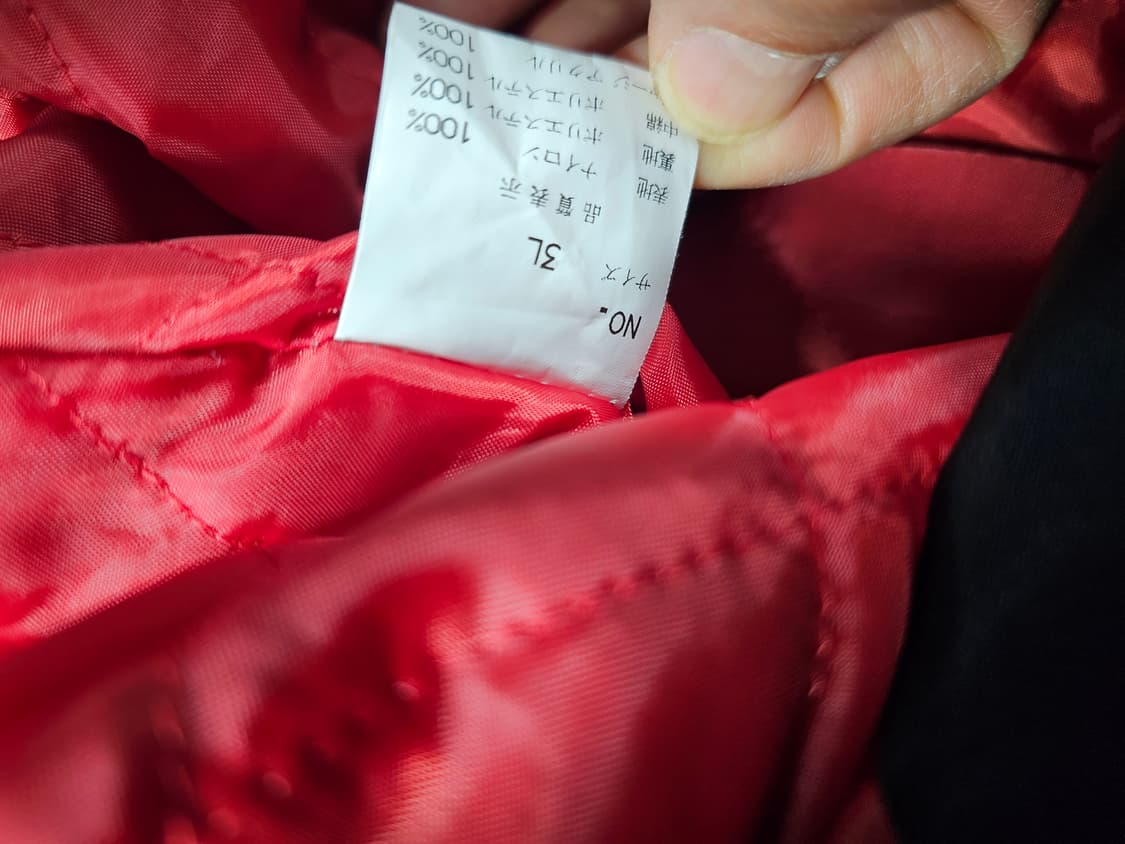 NO.
サイズ 3L
品質表示
表地 ナイロン 100%
裏地 ポリエステル 100%
中綿 ポリエステル 100%
ージ アクリル 100%